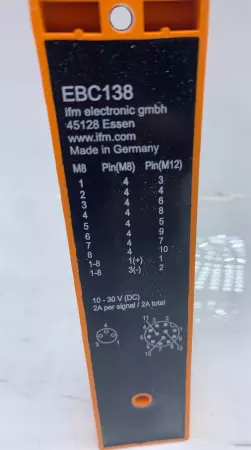 EBC138
ifm electronic gmbh
45128 Essen
www.ifm.com
Made in Germany
M8 Pin(M8) Pin(M12)
1 4 3
2 4 4
3 4 6
4 4 8
5 4 5
6 4 9
7 4 7
8 4 10
1-8 1(+) 1
1-8 3(-) 2
10 - 30 V (DC)
2A per signal / 2A total